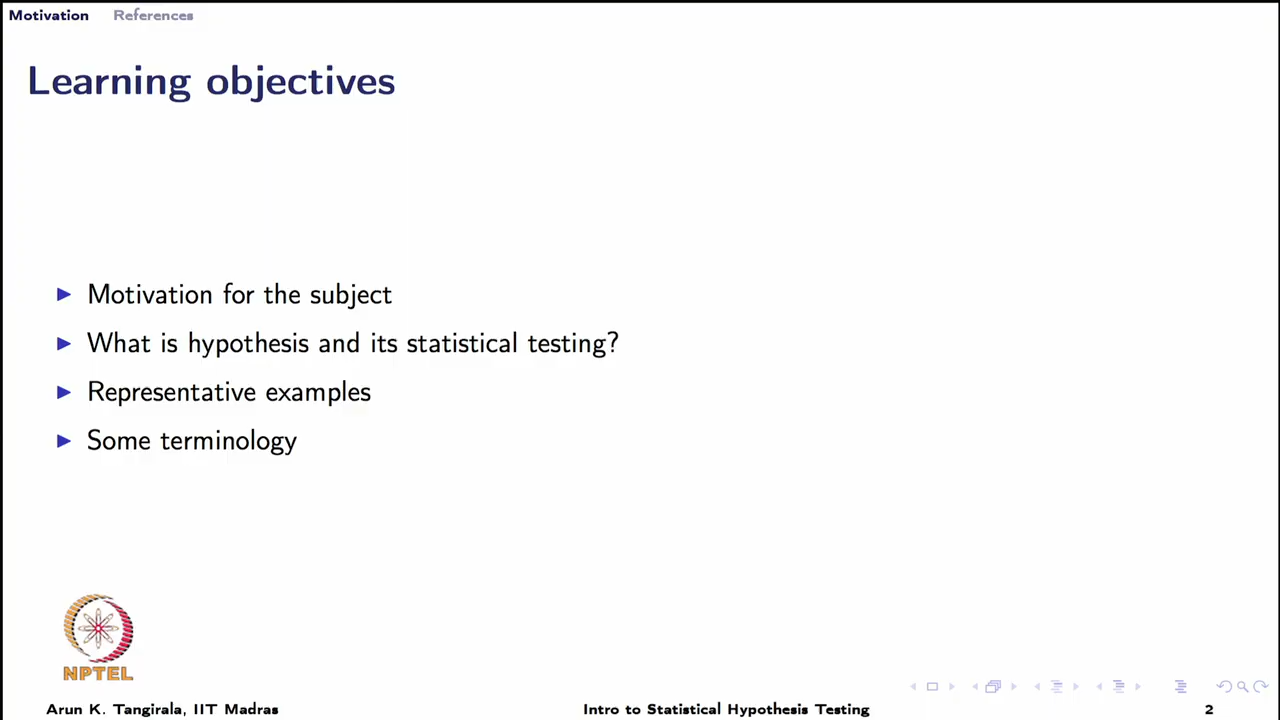 Motivation References
Learning objectives
Motivation for the subject
What is hypothesis and its statistical testing?
Representative examples
Some terminology
NPTEL
Arun K. Tangirala, IIT Madras Intro to Statistical Hypothesis Testing 2